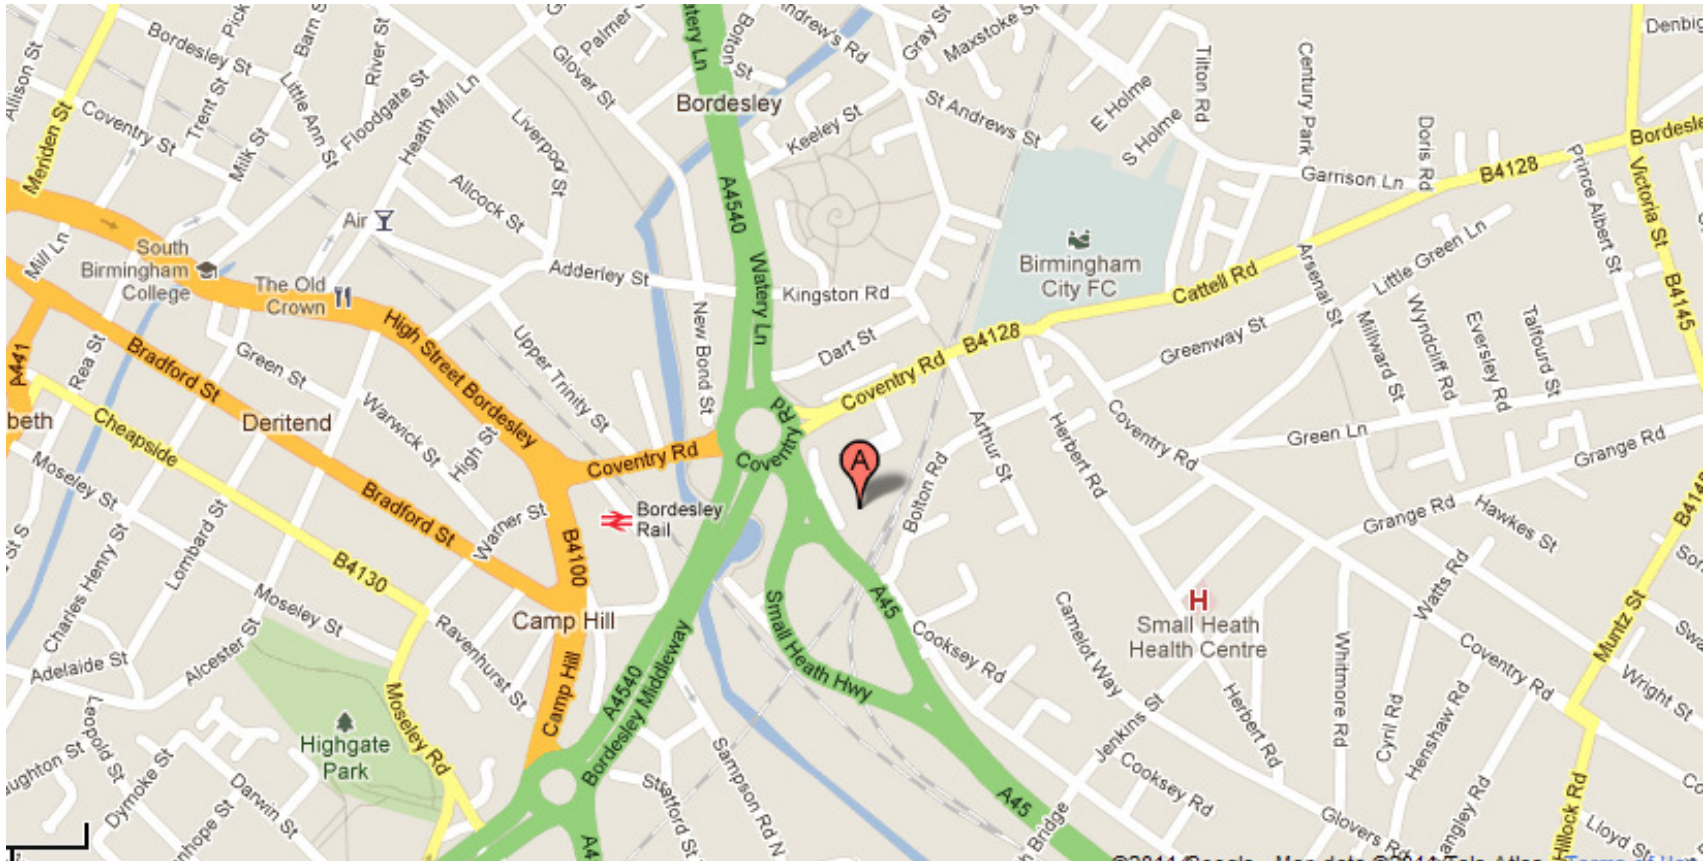 Allison St
Bordesley St
Pick
Barn St
River St
Palmer St
Glover St
Watery Ln
Bolton St
Andrew's Rd
Gray St
Maxstoke St
Tilton Rd
Century Park
Denbig
Meriden St
Coventry St
Trent St
Little Ann St
Milk St
Floodgate St
Heath Mill Ln
Liverpool St
Allcock St
Bordesley
Keeley St
St Andrews St
E Holme
S Holme
Doris Rd
Garrison Ln
B4128
Bordesle
Prince Albert St
Victoria St
B4145
Mill Ln
South
Birmingham
College
Air
The Old
Crown
Adderley St
A4540
Watery Ln
Kingston Rd
Birmingham
City FC
Cattell Rd
Arsenal St
Little Green Ln
A441
Rea St
Bradford St
Green St
High Street Bordesley
Upper Trinity St
New Bond St
Dart St
B4128
Coventry Rd
Greenway St
Millward St
Wyndcliff Rd
Eversley Rd
Talfourd St
beth
Cheapside
Deritend
Warwick St
High St
Coventry Rd
Coventry Rd
A
Arthur St
Herbert Rd
Coventry Rd
Green Ln
Grange Rd
Moseley St
Bradford St
Warner St
Bordesley
Rail
Bolton Rd
Grange Rd
Hawkes St
St S
Charles Henry St
Lombard St
B4130
B4100
Small Heath Hwy
A45
H
Small Heath
Health Centre
Watts Rd
Muntz St
Moseley St
Ravenhurst St
Camp Hill
Cooksey Rd
Camelot Way
Whitmore Rd
Coventry Rd
Wright St
Adelaide St
Alcester St
Leopold St
Highgate
Park
Moseley Rd
Camp Hill
A4540
Bordesley Middleway
Herbert Rd
Jenkins St
Cyril Rd
Henshaw Rd
Dymoke St
Darwin St
Stratford St
Sampson Rd N
A45
Cooksey Rd
Glovers Rd
Lloyd St